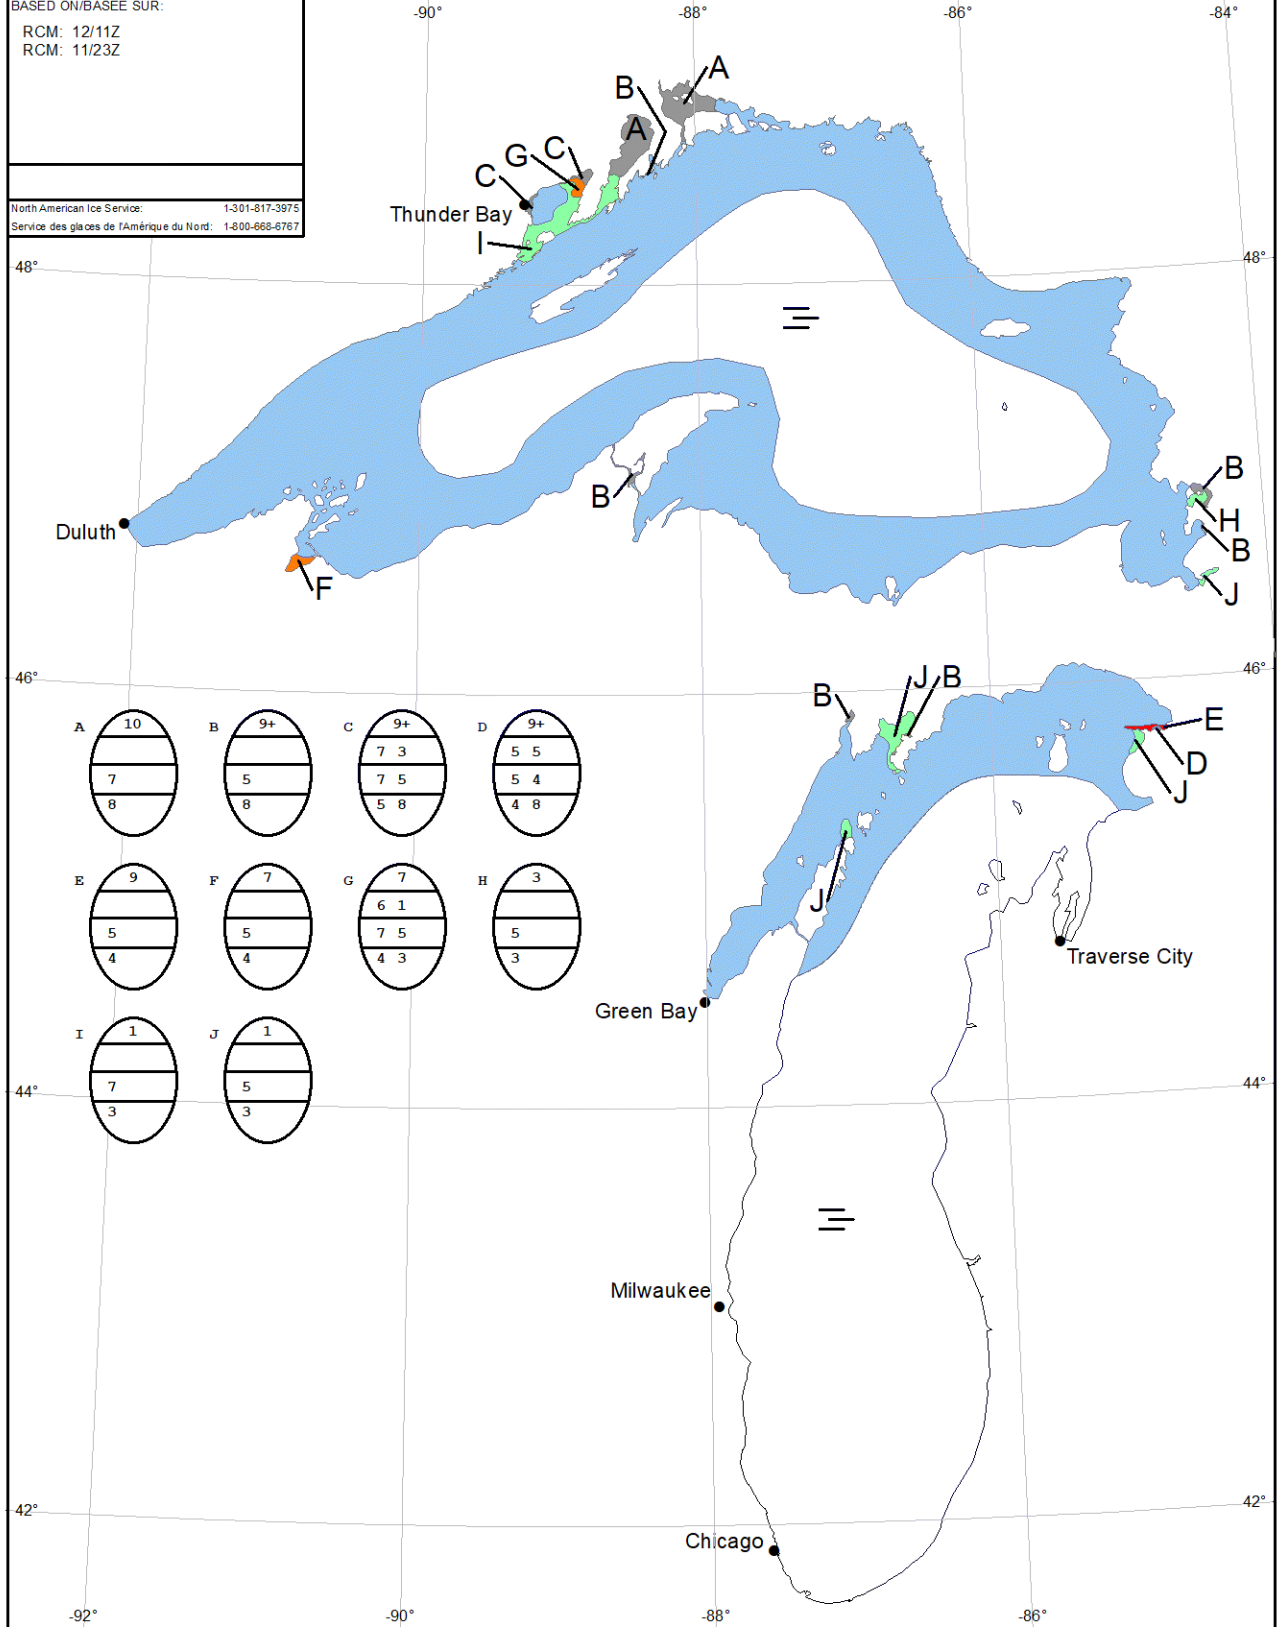 BASED ON/BASÉE SUR:
RCM: 12/11Z
RCM: 11/23Z
North American Ice Service: 1-301-817-3975
Service des glaces de l'Amérique du Nord: 1-800-668-6767
-90° -88° -86° -84°
A
B
A
C
G
C
Thunder Bay
I
48° 48°
B
B
H
Duluth
B
F
J
46° 46°
J B
B
E
D
J
A 10 B 9+ C 9+ D 9+
7 3 5 5
7 5 7 5 5 4
8 8 5 8 4 8
E 9 F 7 G 7 H 3
6 1
5 5 7 5 5
4 4 4 3 3
J
Traverse City
Green Bay
I 1 J 1
7 5
3 3
44° 44°
Milwaukee
42° 42°
Chicago
-92° -90° -88° -86°